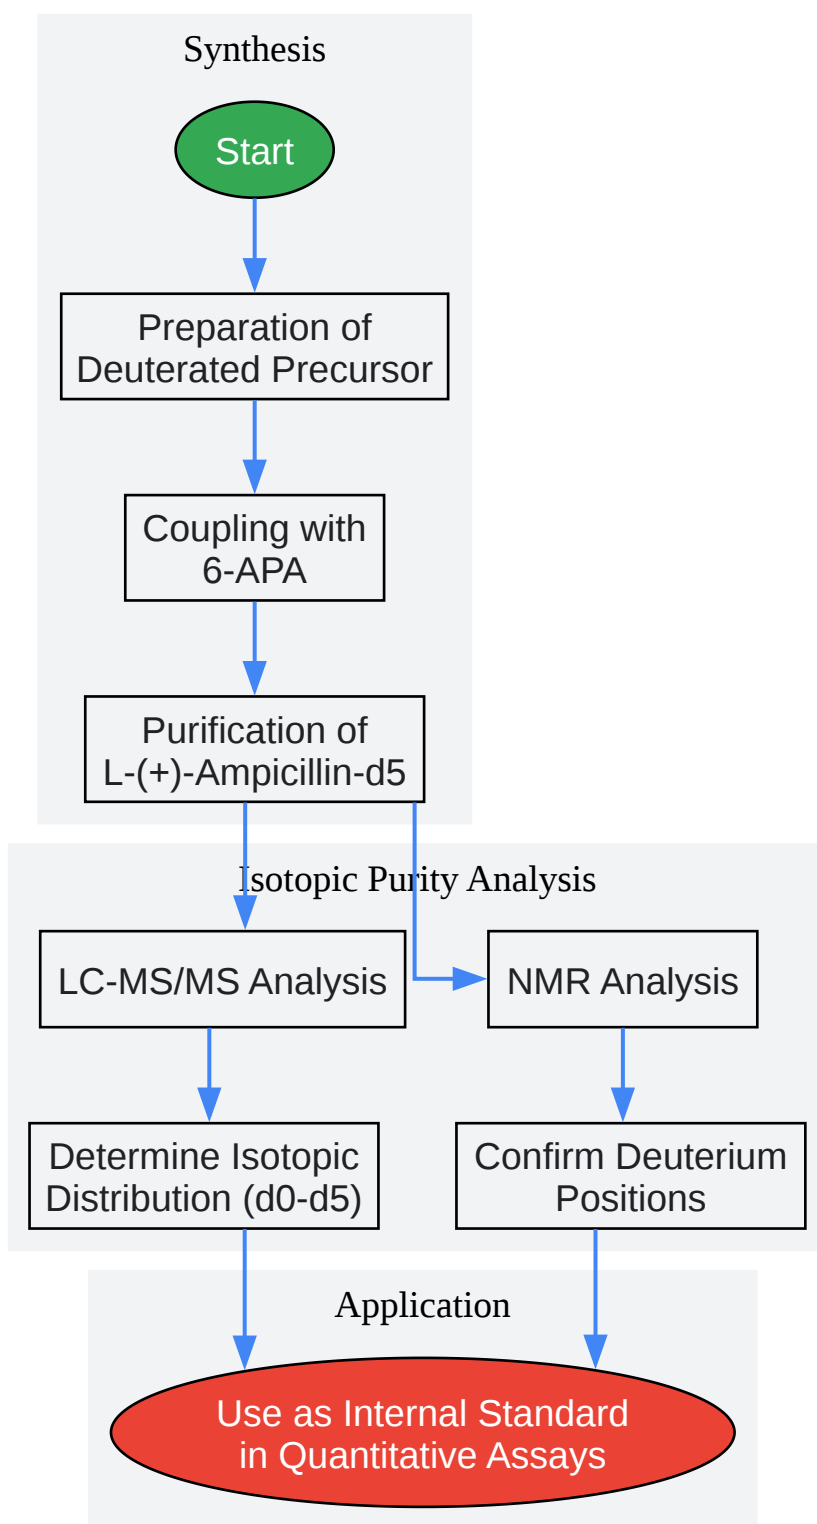 Synthesis
Start
Preparation of
Deuterated Precursor
Coupling with
6-APA
Purification of
L-(+)-Ampicillin-d5
Isotopic Purity Analysis
LC-MS/MS Analysis
NMR Analysis
Determine Isotopic
Distribution (d0-d5)
Confirm Deuterium
Positions
Application
Use as Internal Standard
in Quantitative Assays